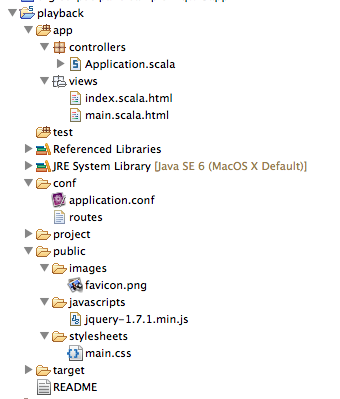 playback
app
controllers
Application.scala
views
index.scala.html
main.scala.html
test
Referenced Libraries
JRE System Library [Java SE 6 (MacOS X Default)]
conf
application.conf
routes
project
public
images
favicon.png
javascripts
jquery-1.7.1.min.js
stylesheets
main.css
target
README